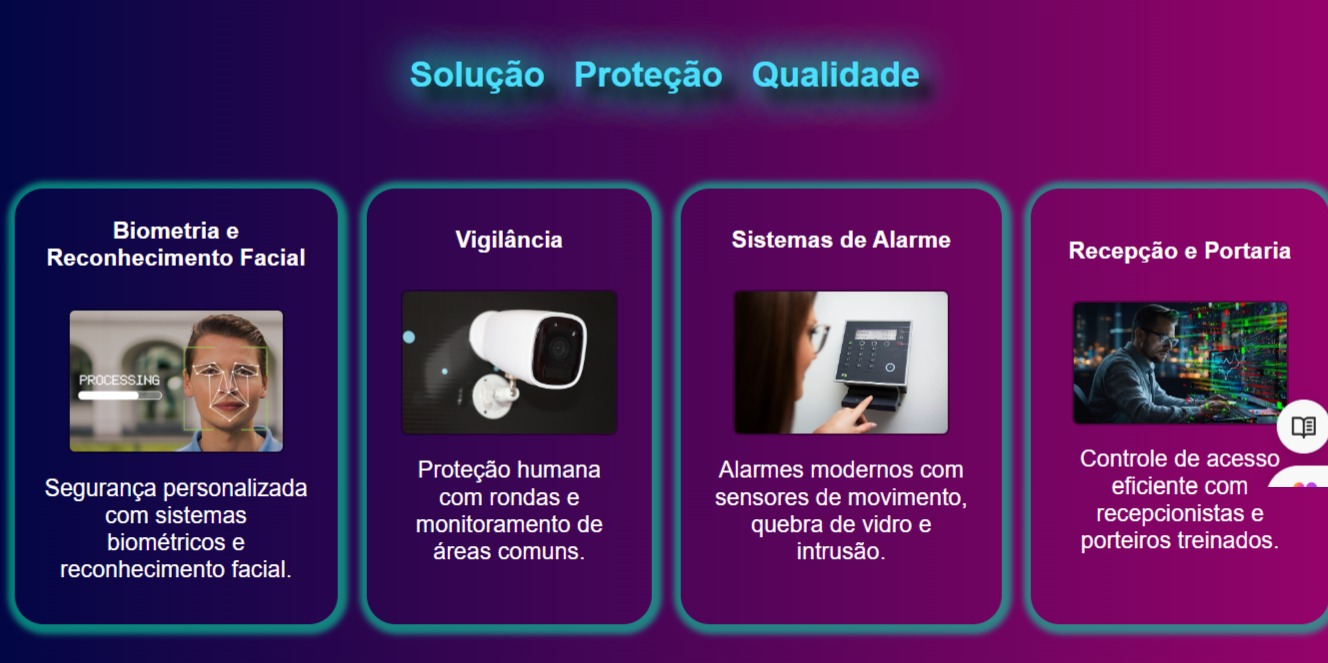 Solução Proteção Qualidade
Biometria e
Reconhecimento Facial
PROCESSING
Segurança personalizada
com sistemas
biométricos e
reconhecimento facial.
Vigilância
Proteção humana
com rondas e
monitoramento de
áreas comuns.
Sistemas de Alarme
Alarmes modernos com
sensores de movimento,
quebra de vidro e
intrusão.
Recepção e Portaria
Controle de acesso
eficiente com
recepcionistas e
porteiros treinados.